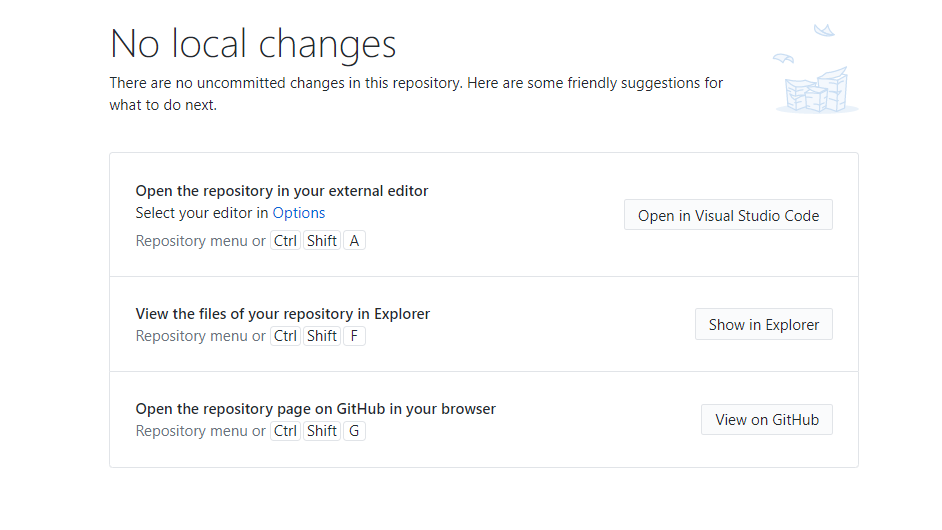 No local changes
There are no uncommitted changes in this repository. Here are some friendly suggestions for
what to do next.
Open the repository in your external editor
Select your editor in Options
Repository menu or Ctrl Shift A
Open in Visual Studio Code
View the files of your repository in Explorer
Repository menu or Ctrl Shift F
Show in Explorer
Open the repository page on GitHub in your browser
Repository menu or Ctrl Shift G
View on GitHub